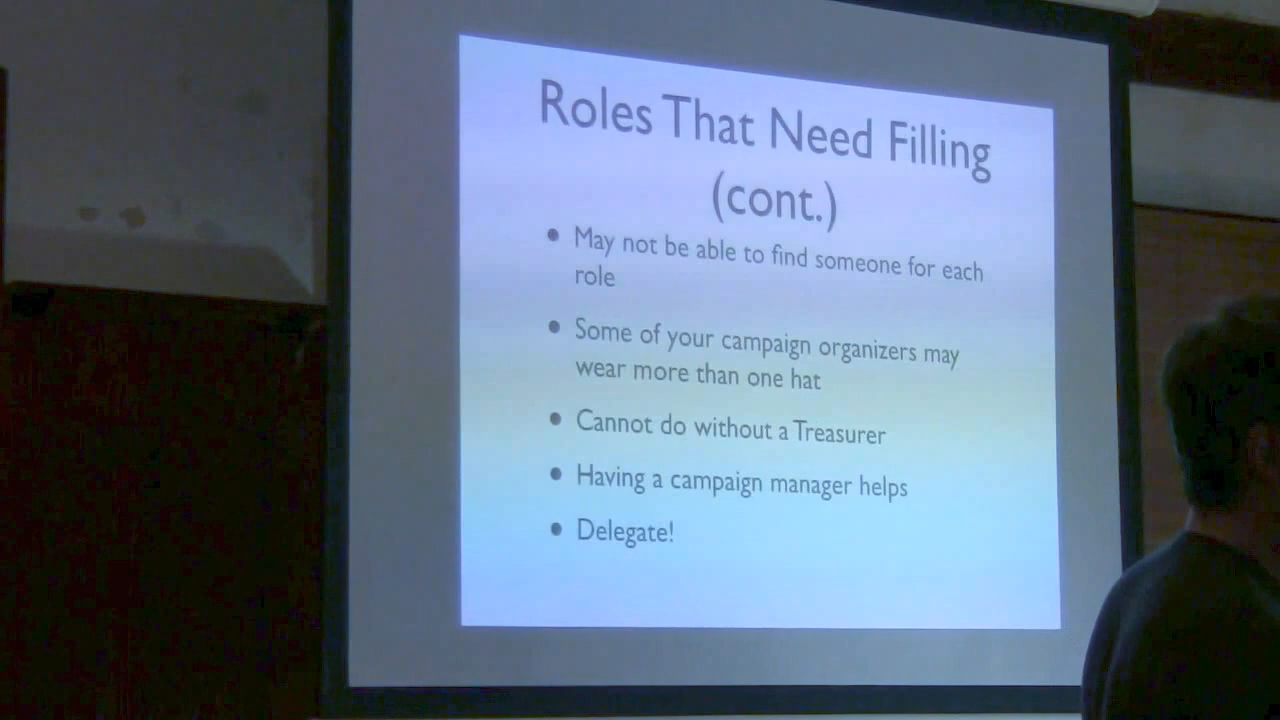 Roles That Need Filling
(cont.)
• May not be able to find someone for each
role
• Some of your campaign organizers may
wear more than one hat
• Cannot do without a Treasurer
• Having a campaign manager helps
• Delegate!